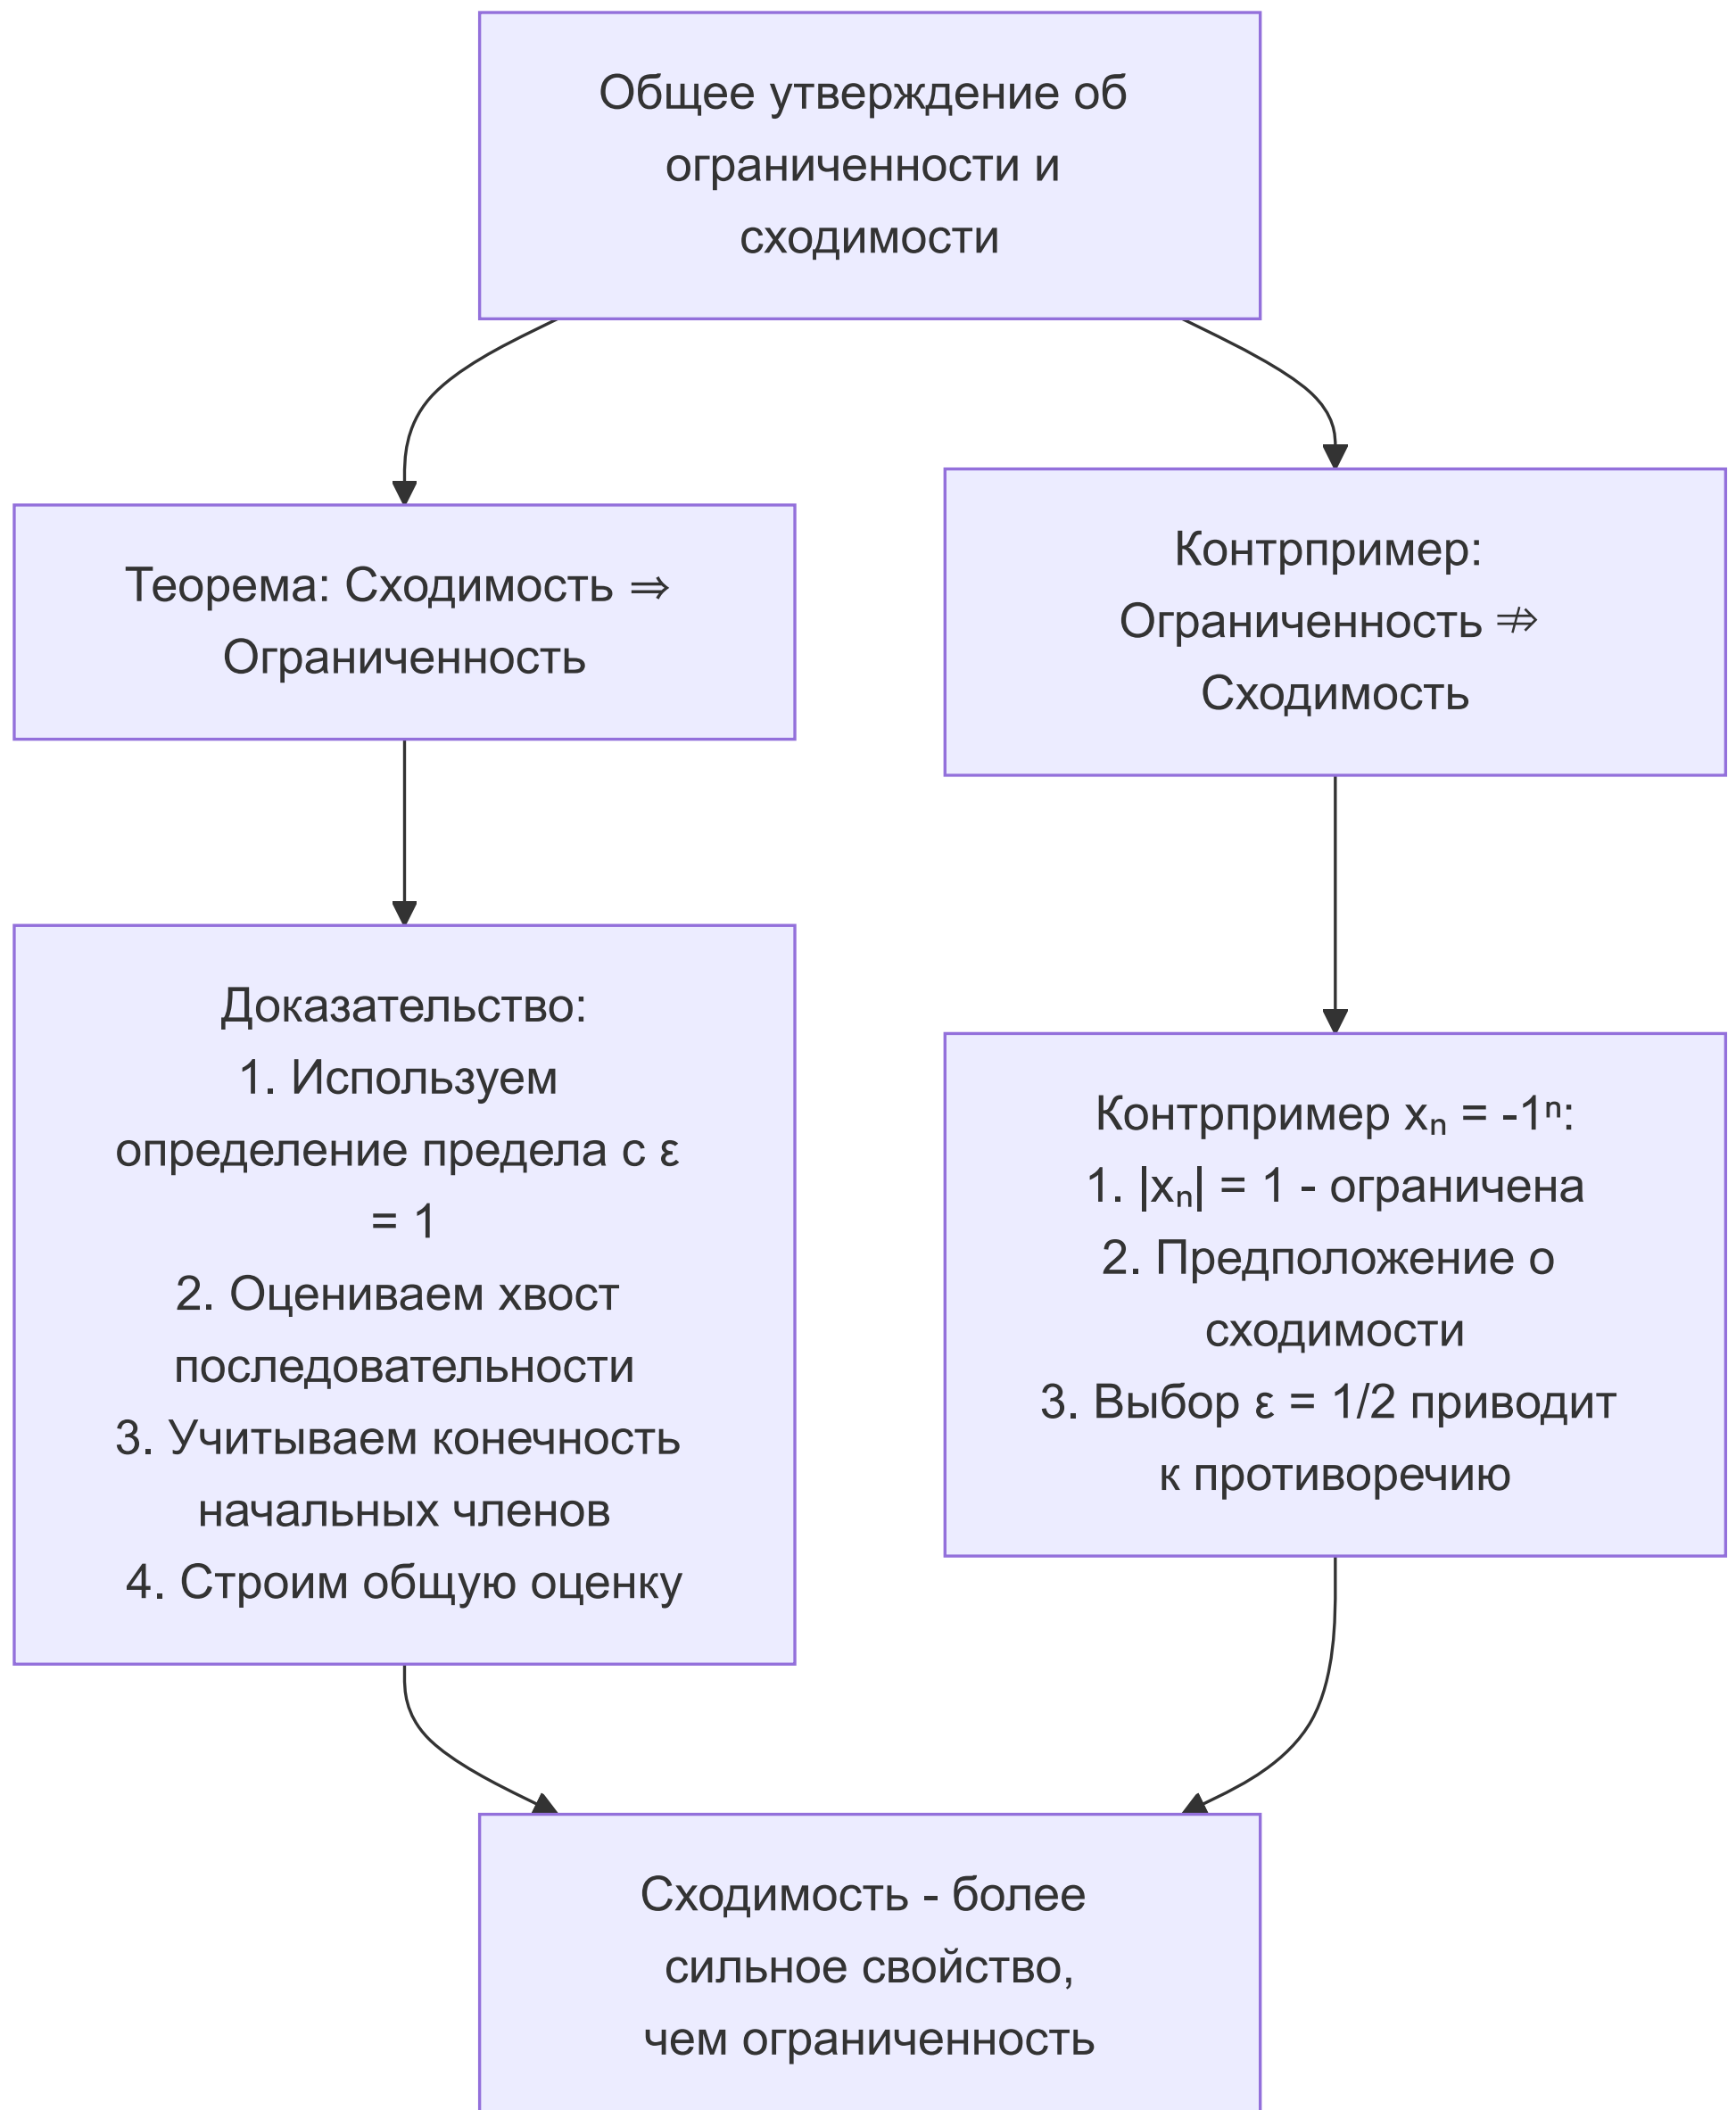 Общее утверждение об
ограниченности и
сходимости
Теорема: Сходимость ⇒
Ограниченность
Контрпример:
Ограниченность ⇏
Сходимость
Доказательство:
1. Используем
определение предела с ε
= 1
2. Оцениваем хвост
последовательности
3. Учитываем конечность
начальных членов
4. Строим общую оценку
Контрпример xₙ = -1ⁿ:
1. |xₙ| = 1 - ограничена
2. Предположение о
сходимости
3. Выбор ε = 1/2 приводит
к противоречию
Сходимость - более
сильное свойство,
чем ограниченность